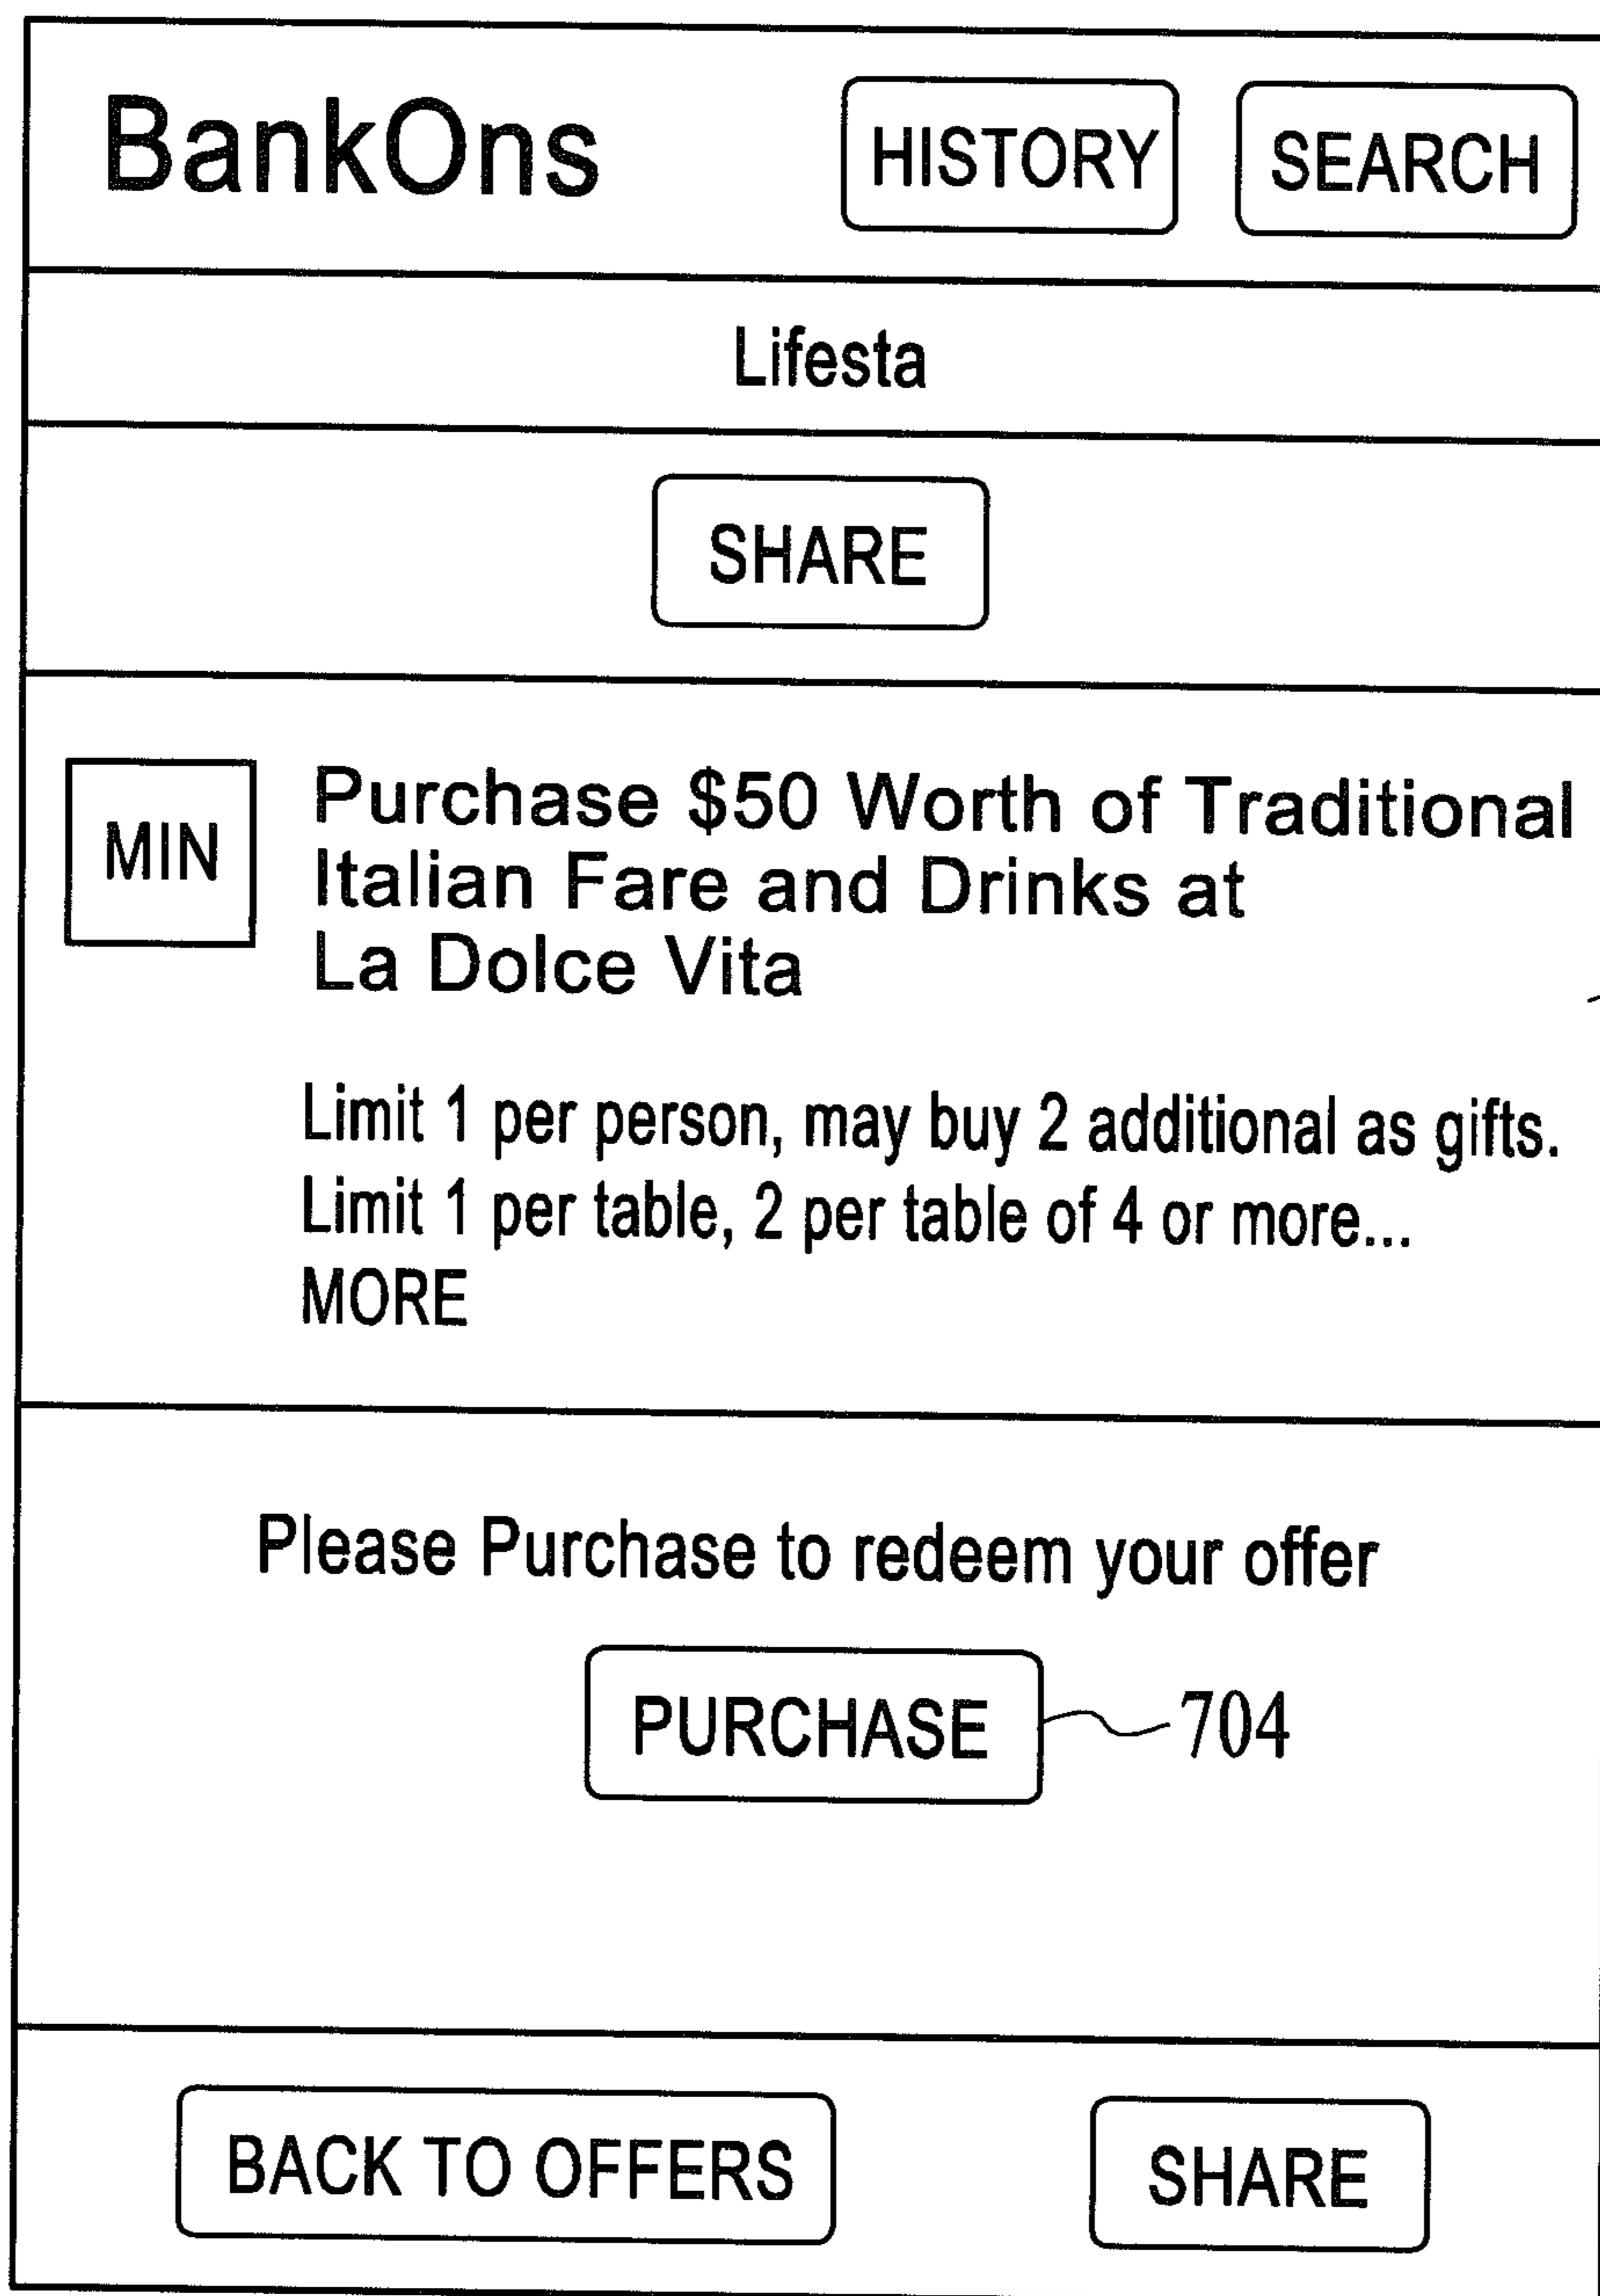 BankOns
HISTORY
SEARCH
Lifesta
SHARE
MIN
Purchase $50 Worth of Traditional
Italian Fare and Drinks at
La Dolce Vita
Limit 1 per person, may buy 2 additional as gifts.
Limit 1 per table, 2 per table of 4 or more...
MORE
Please Purchase to redeem your offer
PURCHASE
704
BACK TO OFFERS
SHARE